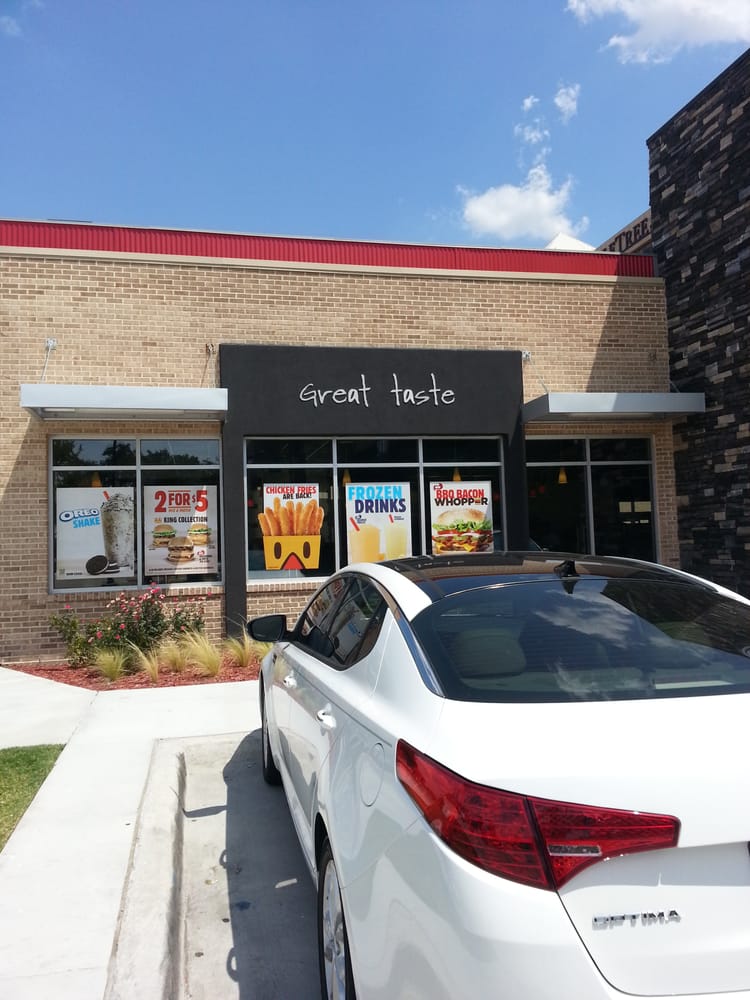 ETREE
Great taste
OREO
SHAKE
2 FOR $5
KING COLLECTION
CHICKEN FRIES
ARE BACK!
FROZEN
DRINKS
BBQ BACON
WHOPPER
OPTIMA